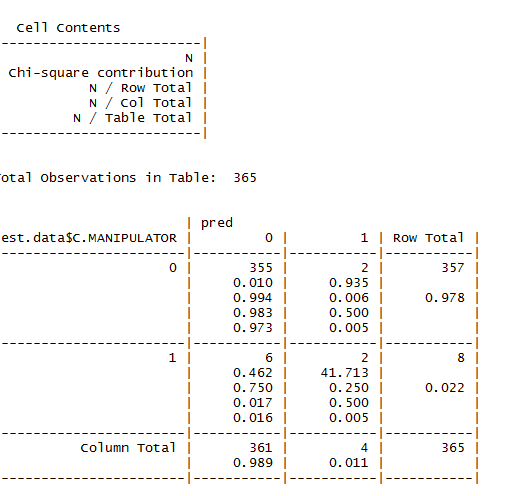 Cell Contents
|-------------------------|
N |
Chi-square contribution |
N / Row Total |
N / Col Total |
N / Table Total |
|-------------------------|
otal Observations in Table: 365
| pred
est.data$C.MANIPULATOR | 0 | 1 | Row Total |
-----------------------|-----------|-----------|-----------|
0 | 355 | 2 | 357 |
| 0.010 | 0.935 | |
| 0.994 | 0.006 | 0.978 |
| 0.983 | 0.500 | |
| 0.973 | 0.005 | |
-----------------------|-----------|-----------|-----------|
1 | 6 | 2 | 8 |
| 0.462 | 41.713 | |
| 0.750 | 0.250 | 0.022 |
| 0.017 | 0.500 | |
| 0.016 | 0.005 | |
-----------------------|-----------|-----------|-----------|
Column Total | 361 | 4 | 365 |
| 0.989 | 0.011 | |
-----------------------|-----------|-----------|-----------|